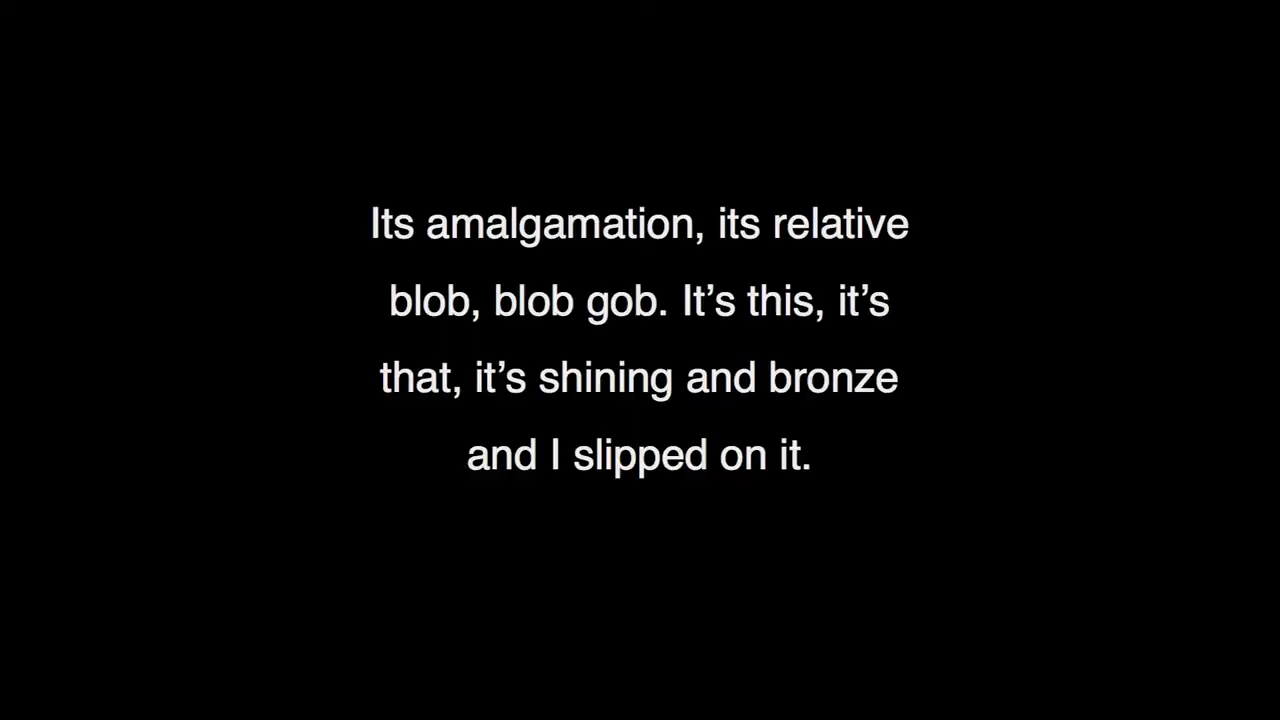 Its amalgamation, its relative
blob, blob gob. It’s this, it’s
that, it’s shining and bronze
and I slipped on it.